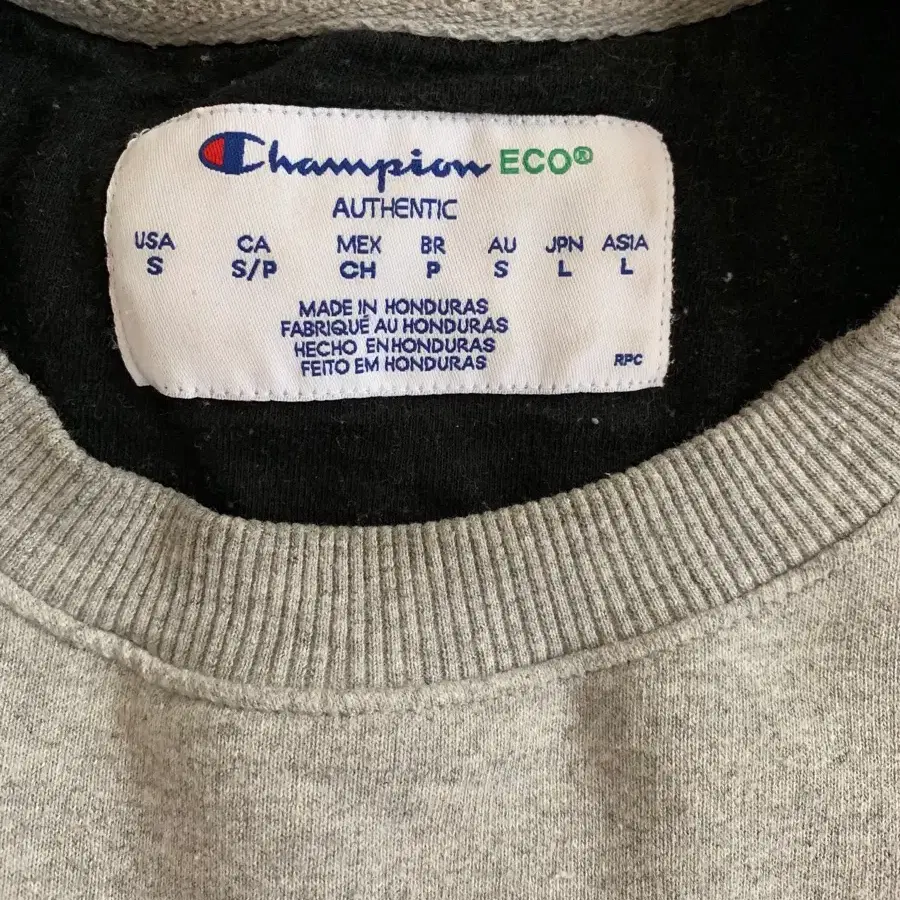 Champion ECO®
AUTHENTIC
USA CA MEX BR AU JPN ASIA
S S/P CH P S L L
MADE IN HONDURAS
FABRIQUÉ AU HONDURAS
HECHO EN HONDURAS
FEITO EM HONDURAS
RPC